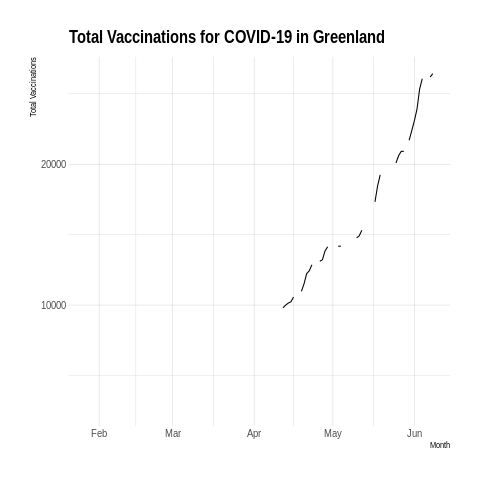 Total Vaccinations for COVID-19 in Greenland
Total Vaccinations
20000
10000
Feb Mar Apr May Jun
Month